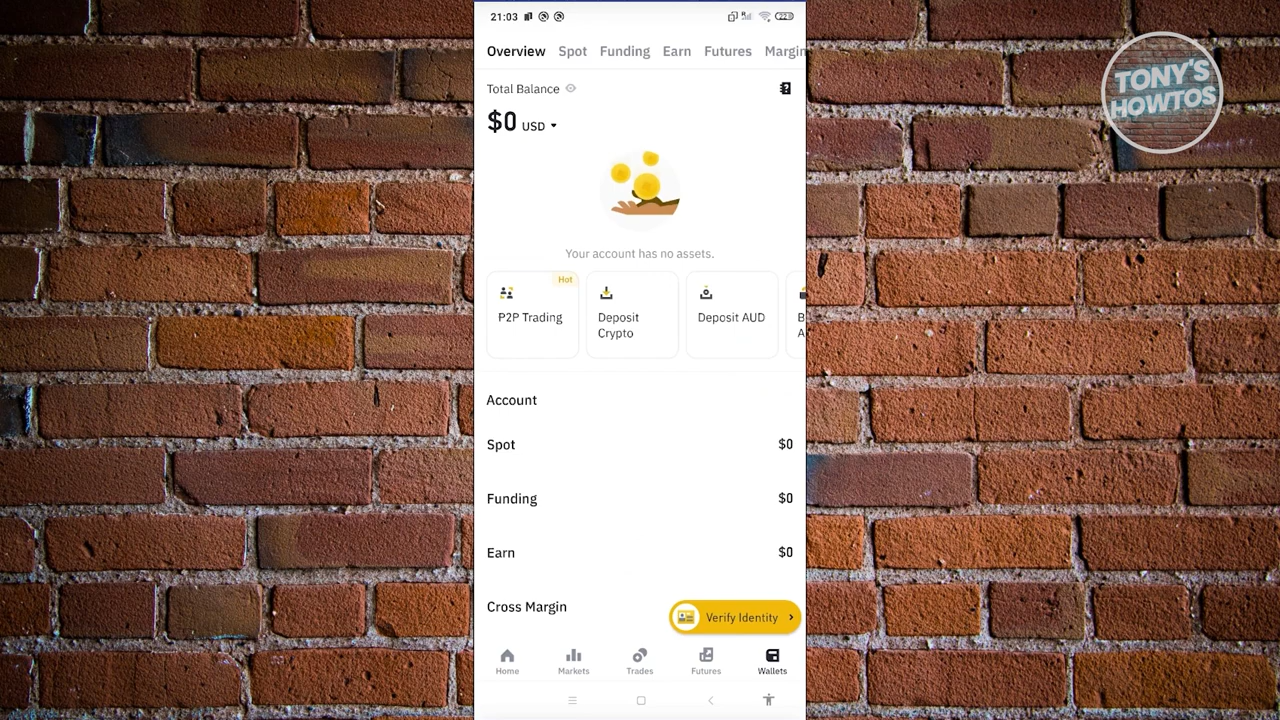 21:03
22
Overview Spot Funding Earn Futures Margin
TONY'S
HOWTOS
Total Balance
$0 USD
Your account has no assets.
Hot
P2P Trading
Deposit
Crypto
Deposit AUD
B
A
Account
Spot $0
Funding $0
Earn $0
Cross Margin
Verify Identity
Home Markets Trades Futures Wallets